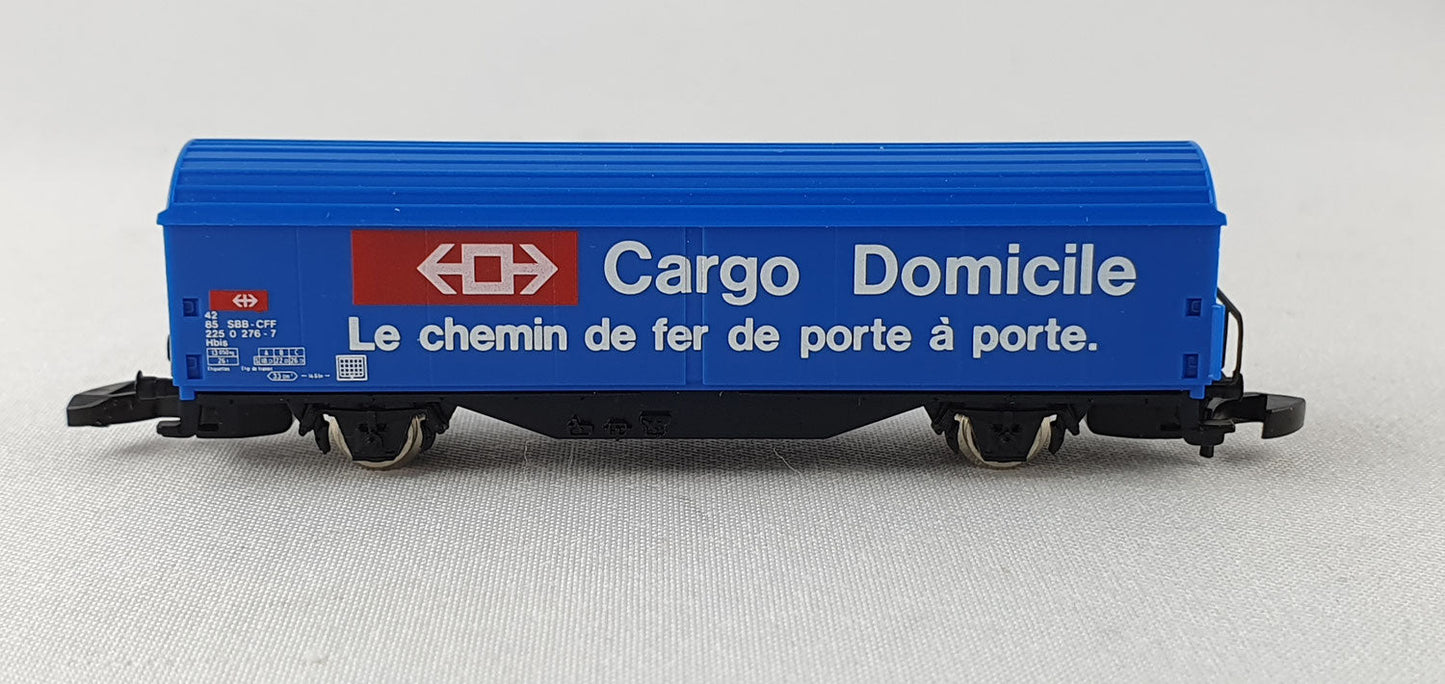 Cargo Domicile
Le chemin de fer de porte à porte.
42
85 SBB-CFF
225 0 276-7
Hbis
A B C